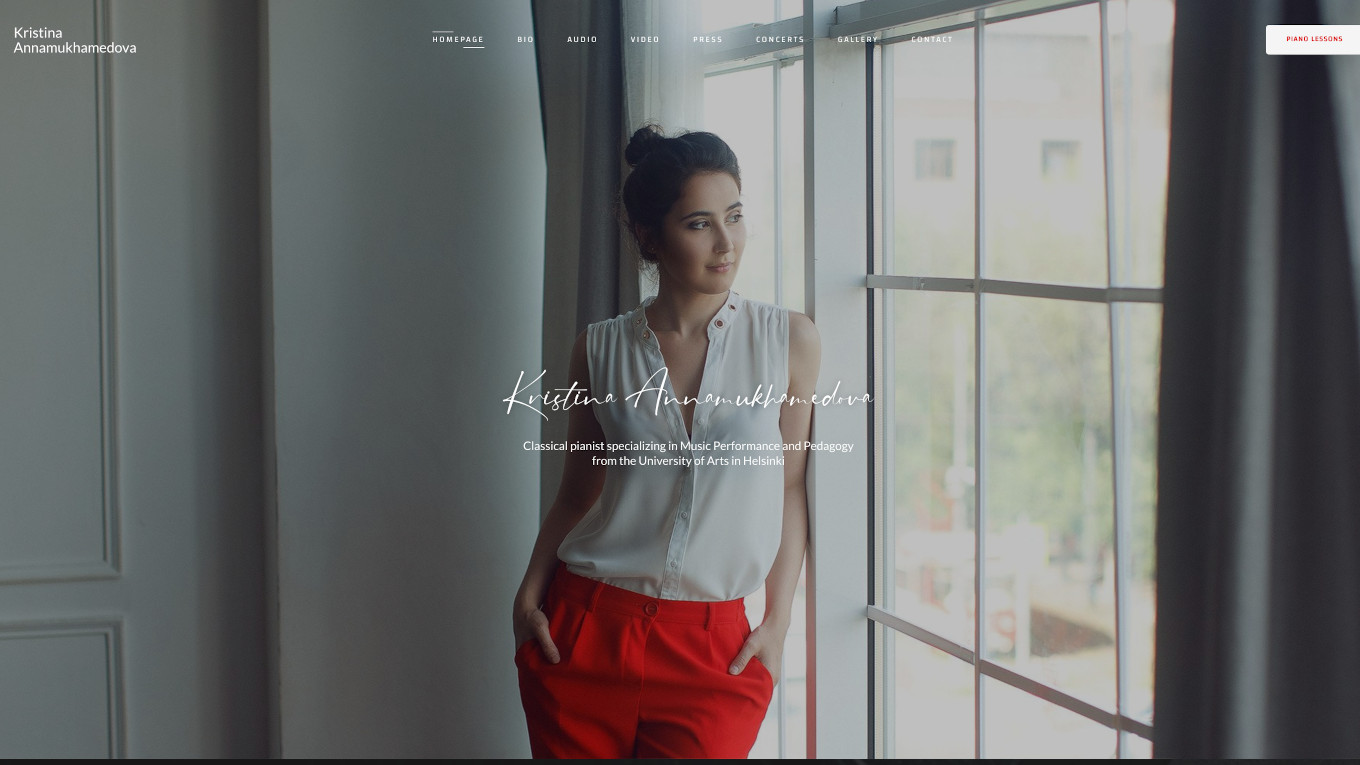 Kristina
Annamukhamedova
HOMEPAGE BIO AUDIO VIDEO PRESS CONCERTS GALLERY CONTACT
PIANO LESSONS
Kristina Annamukhamedova
Classical pianist specializing in Music Performance and Pedagogy
from the University of Arts in Helsinki